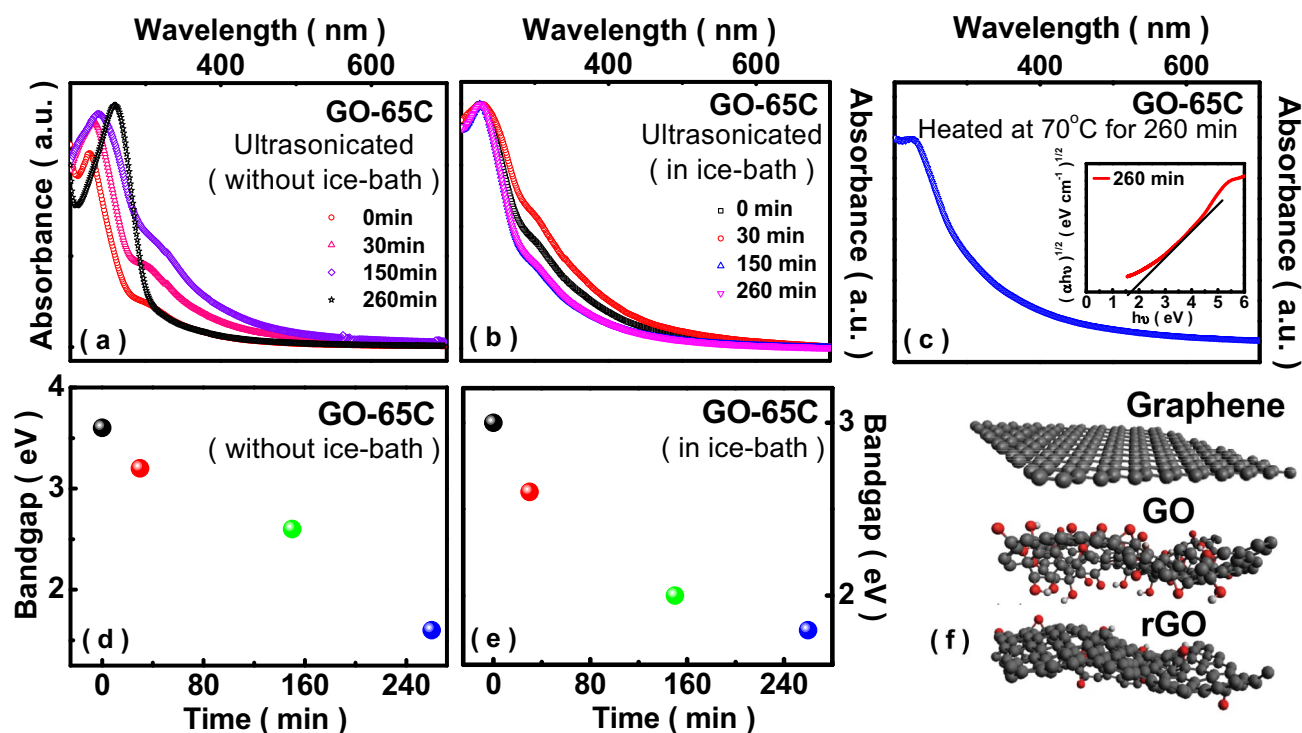 Wavelength ( nm )
400 600
Absorbance ( a.u. )
GO-65C
Ultrasonicated
( without ice-bath )
0min
30min
150min
260min
( a )
Wavelength ( nm )
400 600
Absorbance ( a.u. )
GO-65C
Ultrasonicated
( in ice-bath )
0 min
30 min
150 min
260 min
( b )
Wavelength ( nm )
400 600
Absorbance ( a.u. )
GO-65C
Heated at 70°C for 260 min
260 min
(αhυ )^1/2 ( eV cm^-1 )^1/2
0 1 2 3 4 5 6
hυ ( eV )
( c )
Bandgap ( eV )
4
3
2
GO-65C
( without ice-bath )
( d )
0 80 160 240
Time ( min )
Bandgap ( eV )
3
2
GO-65C
( in ice-bath )
( e )
0 80 160 240
Time ( min )
Graphene
GO
rGO
( f )